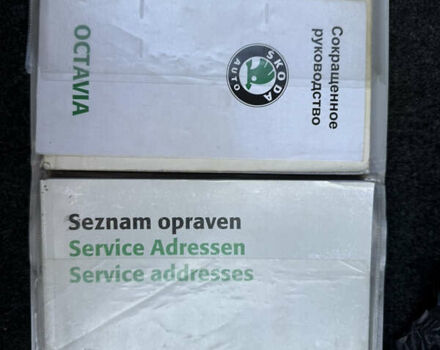 Сокращенное
руководство
SKODA
AUTO
OCTAVIA
Seznam opraven
Service Adressen
Service addresses